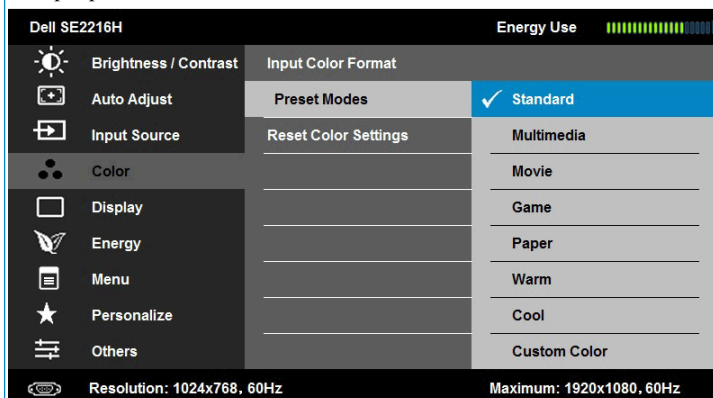 Dell SE2216H Energy Use
Brightness / Contrast Input Color Format
Auto Adjust Preset Modes Standard
Input Source Reset Color Settings Multimedia
Color Movie
Display Game
Energy Paper
Menu Warm
Personalize Cool
Others Custom Color
Resolution: 1024x768, 60Hz Maximum: 1920x1080, 60Hz